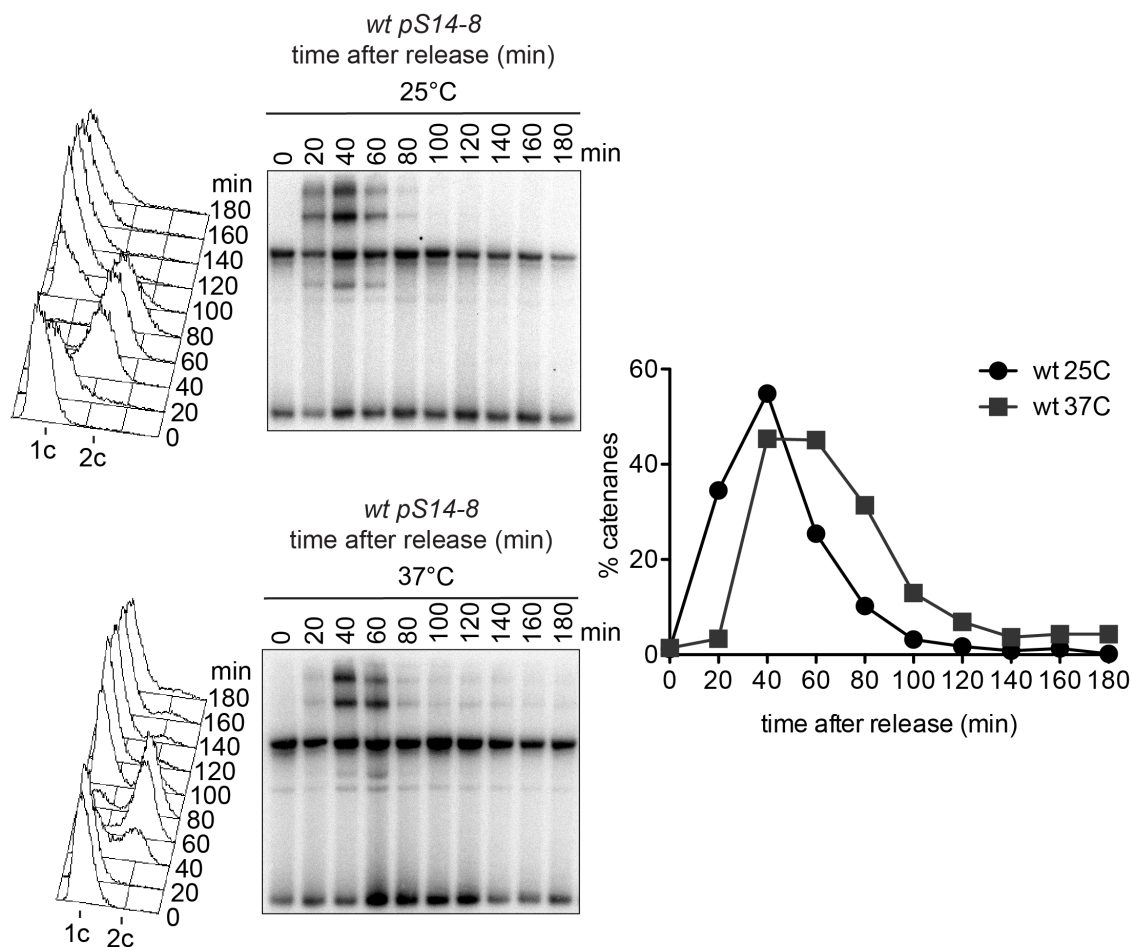 wt pS14-8
time after release (min)
25°C
0 20 40 60 80 100 120 140 160 180 min
min
180
160
140
120
100
80
60
40
20
0
1c 2c
wt pS14-8
time after release (min)
37°C
0 20 40 60 80 100 120 140 160 180 min
min
180
160
140
120
100
80
60
40
20
0
1c 2c
wt 25C
wt 37C
60
40
20
0
% catenanes
0 20 40 60 80 100 120 140 160 180
time after release (min)